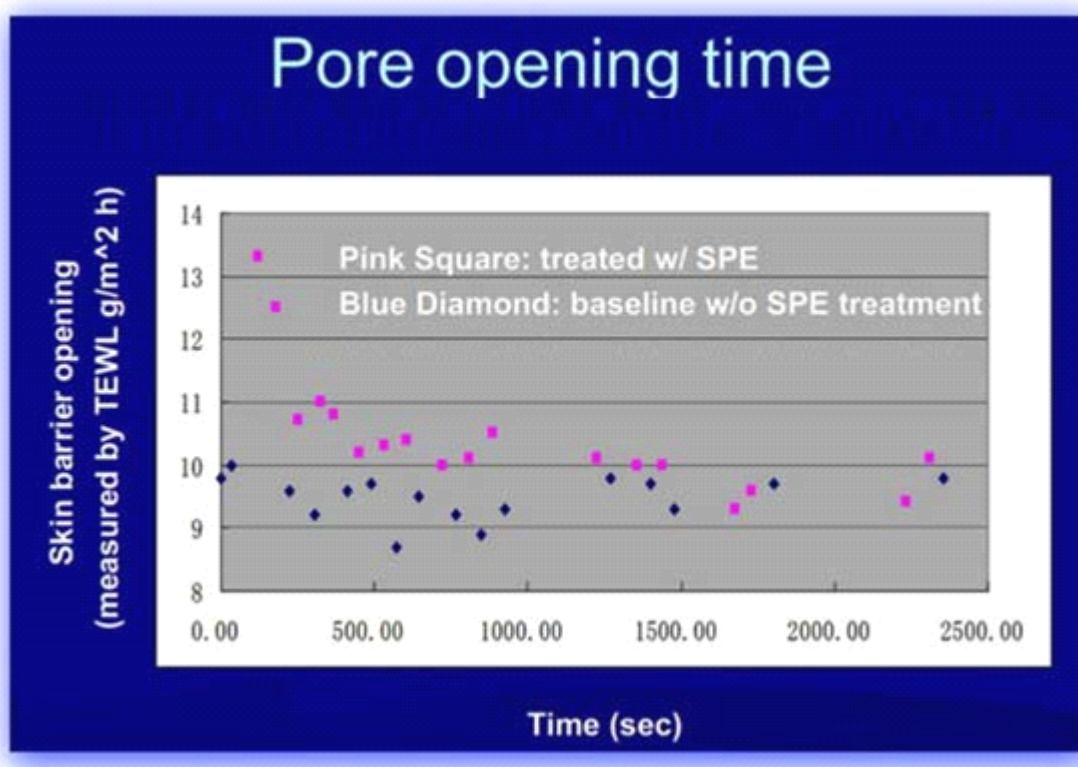 Pore opening time
Skin barrier opening
(measured by TEWL g/m^2 h)
14
13
12
11
10
9
8
Pink Square: treated w/ SPE
Blue Diamond: baseline w/o SPE treatment
0.00 500.00 1000.00 1500.00 2000.00 2500.00
Time (sec)